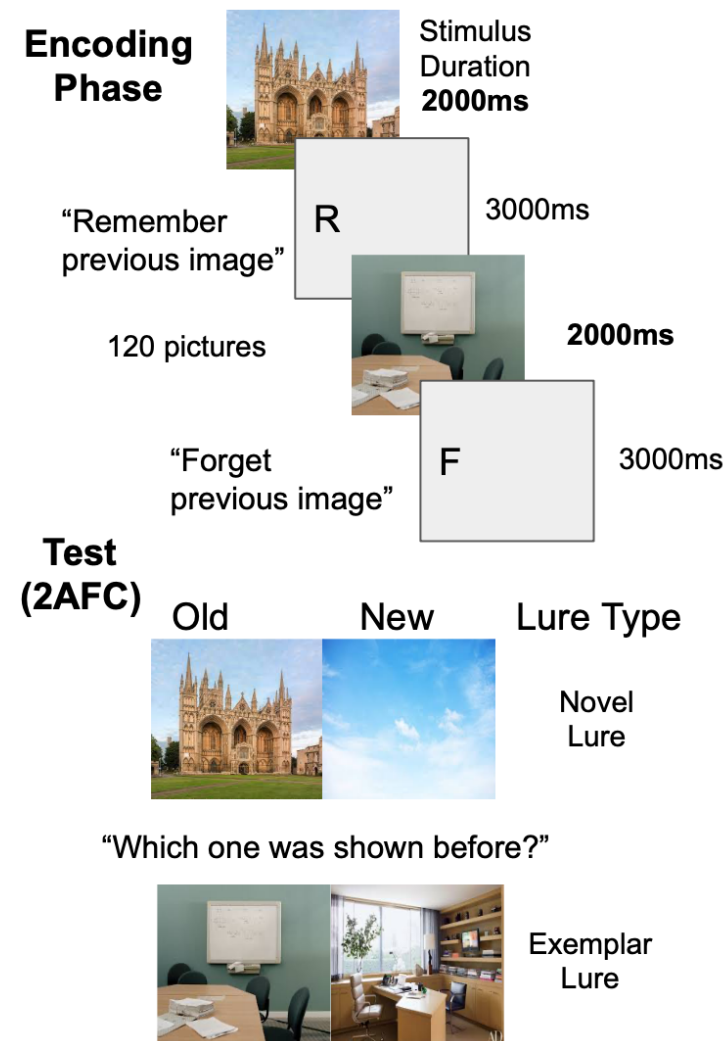 Encoding
Phase
Stimulus
Duration
2000ms
“Remember
previous image”
R
3000ms
120 pictures
2000ms
“Forget
previous image”
F
3000ms
Test
(2AFC)
Old
New
Lure Type
Novel
Lure
“Which one was shown before?”
Exemplar
Lure